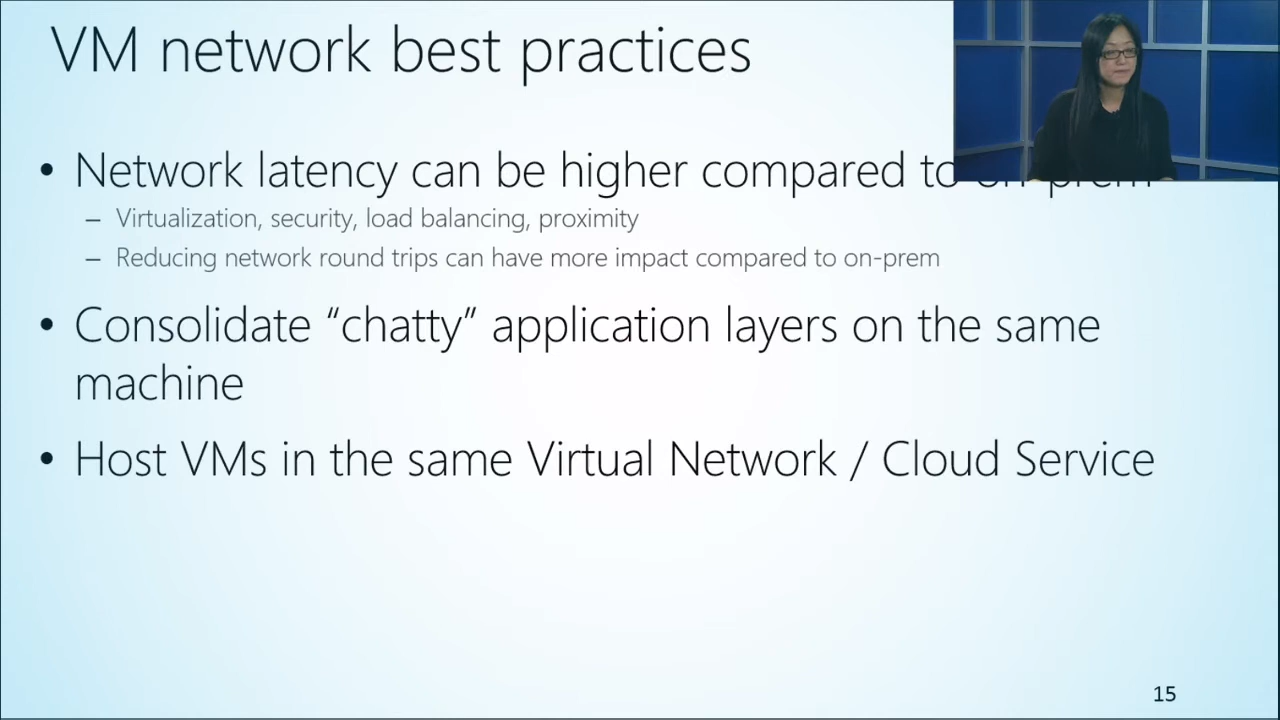 VM network best practices
• Network latency can be higher compared to on-prem
– Virtualization, security, load balancing, proximity
– Reducing network round trips can have more impact compared to on-prem
• Consolidate “chatty” application layers on the same
machine
• Host VMs in the same Virtual Network / Cloud Service
15